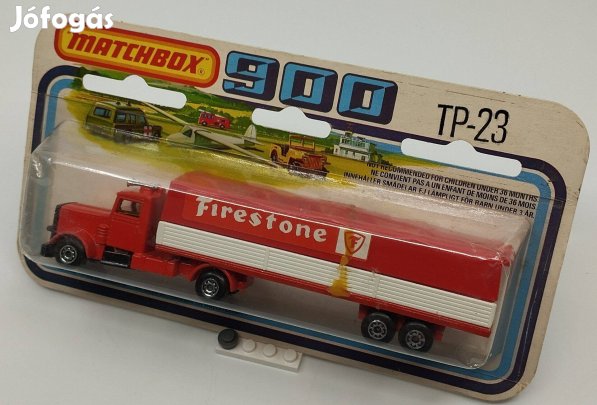 Jófogás
MATCHBOX
900
TP-23
NOT RECOMMENDED FOR CHILDREN UNDER 36 MONTHS
NE CONVIENT PAS A UN ENFANT DE MOINS DE 36 MOIS
INNEHÅLLER SMÅDELAR EJ LÄMPLIGT FÖR BARN UNDER 3 ÅR.
Firestone
F